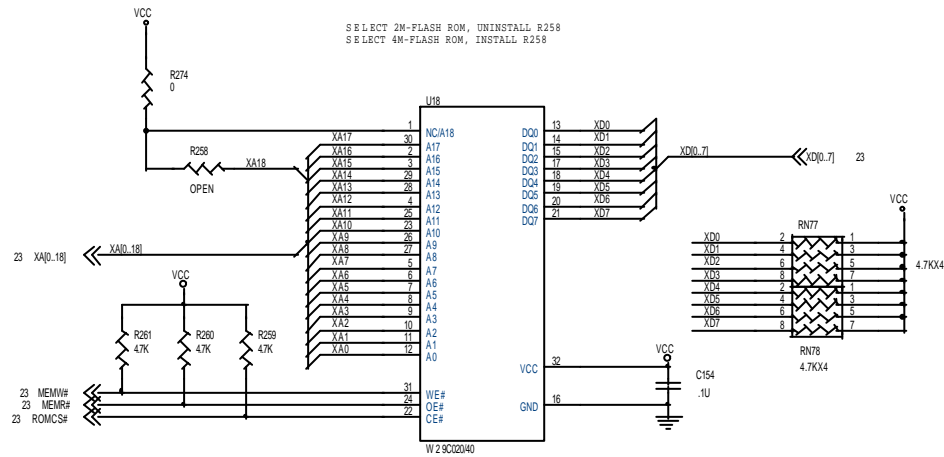 SELECT 2M-FLASH ROM, UNINSTALL R258
SELECT 4M-FLASH ROM, INSTALL R258
VCC
R274
0
R258
XA18
OPEN
U18
1 NC/A18
XA17 30 A17
XA16 2 A16
XA15 3 A15
XA14 29 A14
XA13 28 A13
XA12 4 A12
XA11 25 A11
XA10 23 A10
XA9 26 A9
XA8 27 A8
XA7 5 A7
XA6 6 A6
XA5 7 A5
XA4 8 A4
XA3 9 A3
XA2 10 A2
XA1 11 A1
XA0 12 A0
31 WE#
24 OE#
22 CE#
DQ0 13 XD0
DQ1 14 XD1
DQ2 15 XD2
DQ3 17 XD3
DQ4 18 XD4
DQ5 19 XD5
DQ6 20 XD6
DQ7 21 XD7
VCC 32
GND 16
W29C020/40
XD[0..7] XD[0..7] 23
23 XA[0..18] XA[0..18]
VCC
R261
4.7K
R260
4.7K
R259
4.7K
23 MEMW#
23 MEMR#
23 ROMCS#
VCC
C154
.1U
VCC
RN77
XD0 2 1
XD1 4 3
XD2 6 5
XD3 8 7
XD4 2 1
XD5 4 3
XD6 6 5
XD7 8 7
4.7KX4
RN78
4.7KX4